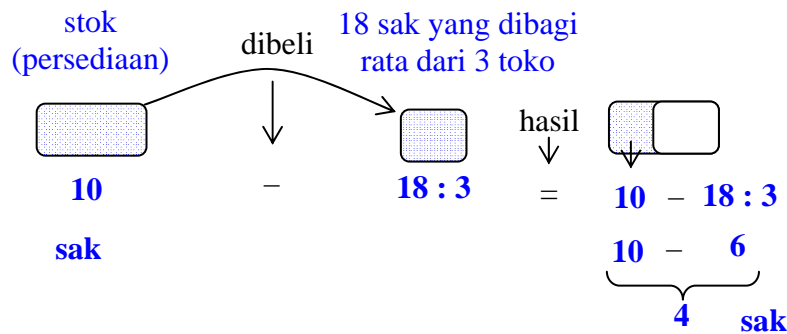 stok
(persediaan)
dibeli
18 sak yang dibagi
rata dari 3 toko
hasil
10 – 18 : 3 = 10 – 18 : 3
sak
10 – 6
4 sak